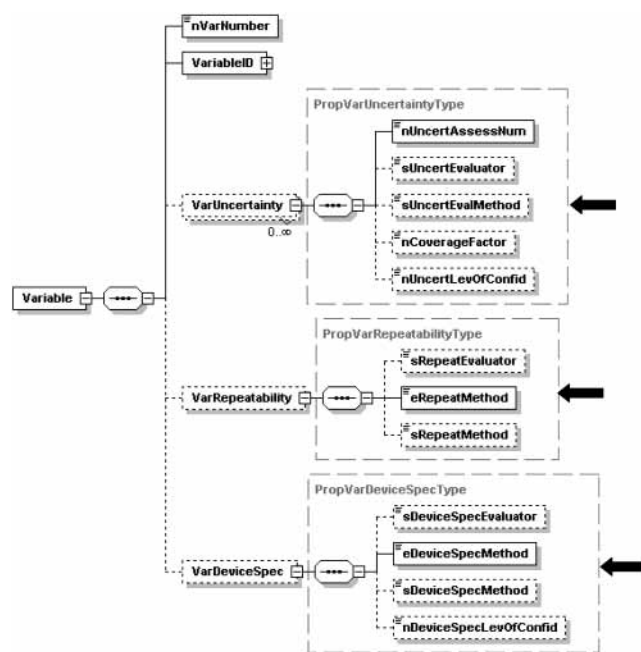 nVarNumber
VariableID
PropVarUncertaintyType
nUncertAssessNum
sUncertEvaluator
VarUncertainty
sUncertEvalMethod
0..∞
nCoverageFactor
nUncertLevOfConfid
Variable
PropVarRepeatabilityType
sRepeatEvaluator
VarRepeatability
eRepeatMethod
sRepeatMethod
PropVarDeviceSpecType
sDeviceSpecEvaluator
eDeviceSpecMethod
VarDeviceSpec
sDeviceSpecMethod
nDeviceSpecLevOfConfid